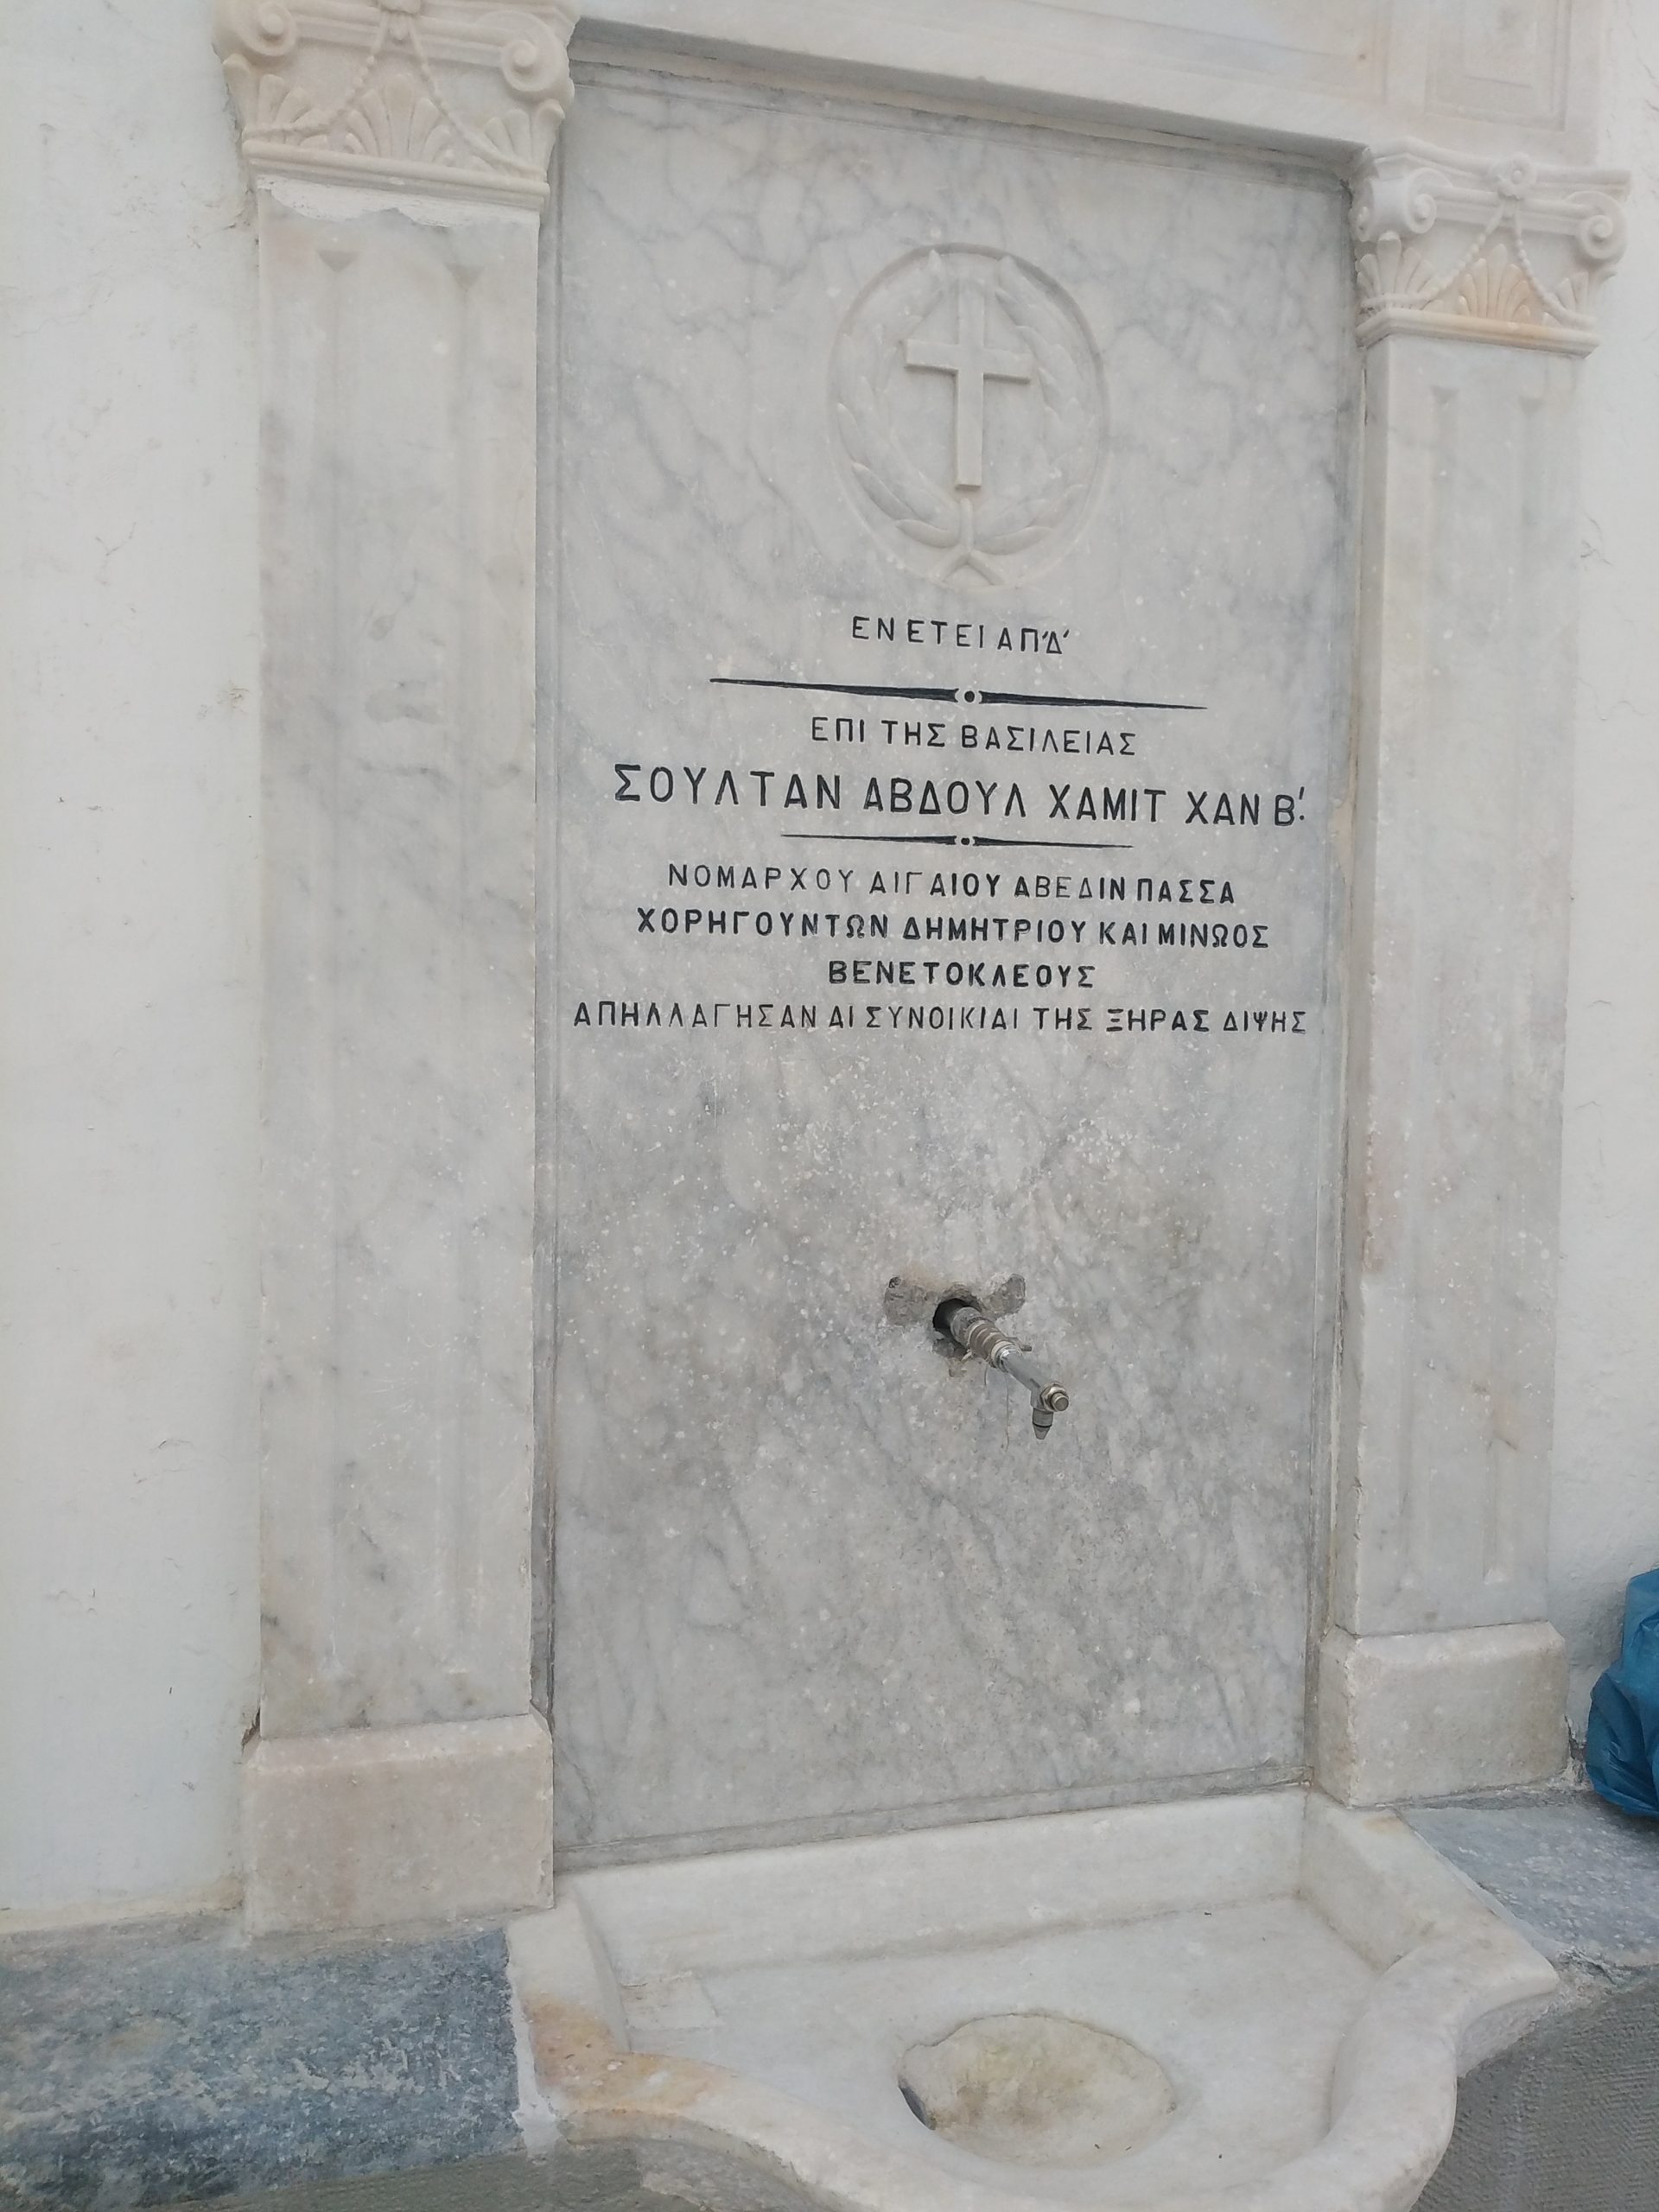 ΕΝ ΕΤΕΙ ΑΠ'Δ'
ΕΠΙ ΤΗΣ ΒΑΣΙΛΕΙΑΣ
ΣΟΥΛΤΑΝ ΑΒΔΟΥΛ ΧΑΜΙΤ ΧΑΝ Β'.
ΝΟΜΑΡΧΟΥ ΑΙΓΑΙΟΥ ΑΒΕΔΙΝ ΠΑΣΣΑ
ΧΟΡΗΓΟΥΝΤΩΝ ΔΗΜΗΤΡΙΟΥ ΚΑΙ ΜΙΝΩΟΣ
ΒΕΝΕΤΟΚΛΕΟΥΣ
ΑΠΗΛΛΑΓΗΣΑΝ ΑΙ ΣΥΝΟΙΚΙΑΙ ΤΗΣ ΞΗΡΑΣ ΔΙΨΗΣ